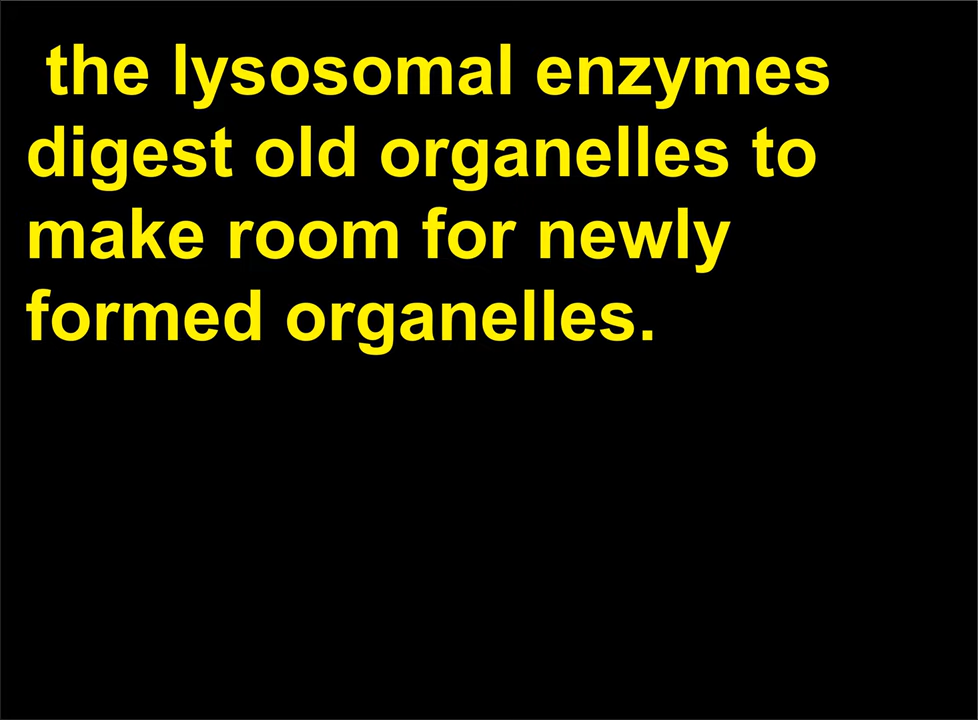 the lysosomal enzymes
digest old organelles to
make room for newly
formed organelles.